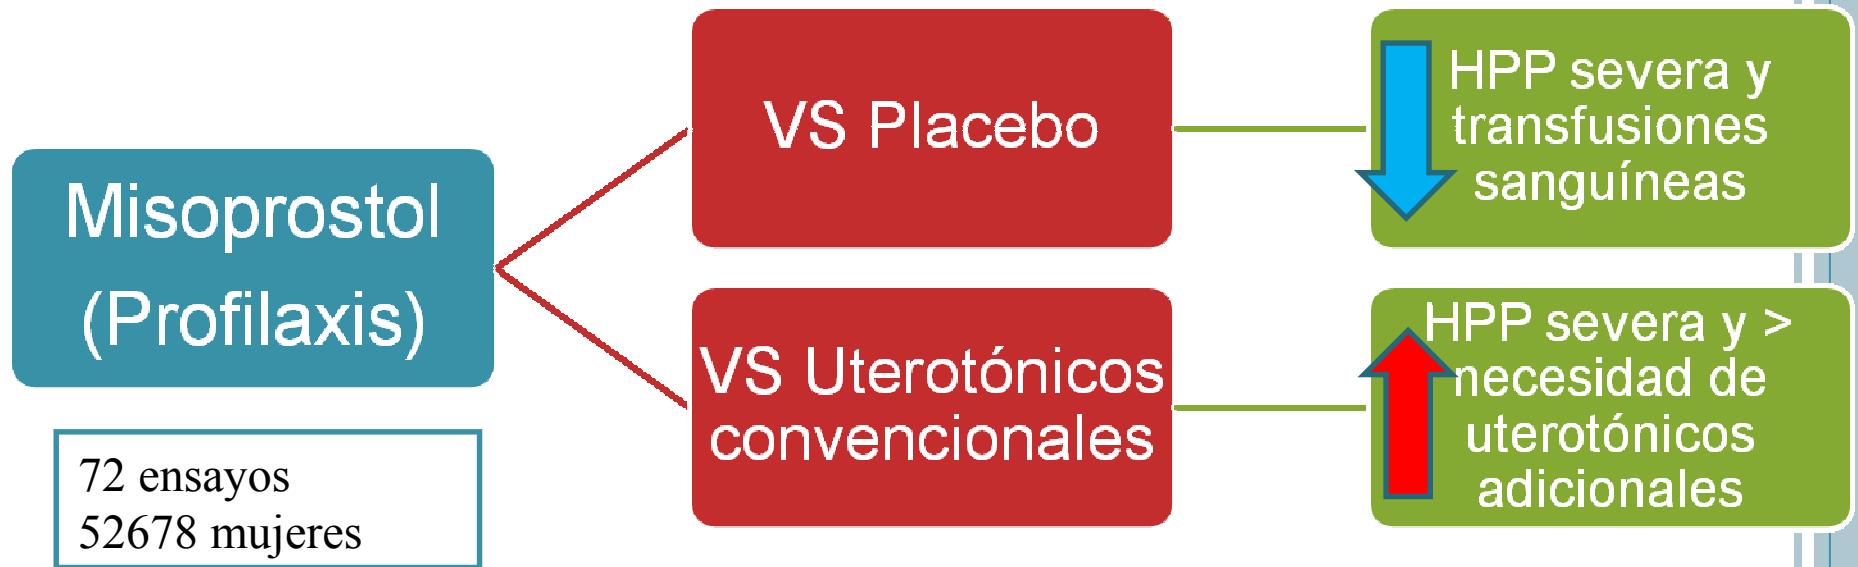 Misoprostol
(Profilaxis)
72 ensayos
52678 mujeres
VS Placebo
HPP severa y
transfusiones
sanguíneas
VS Uterotónicos
convencionales
HPP severa y >
necesidad de
uterotónicos
adicionales